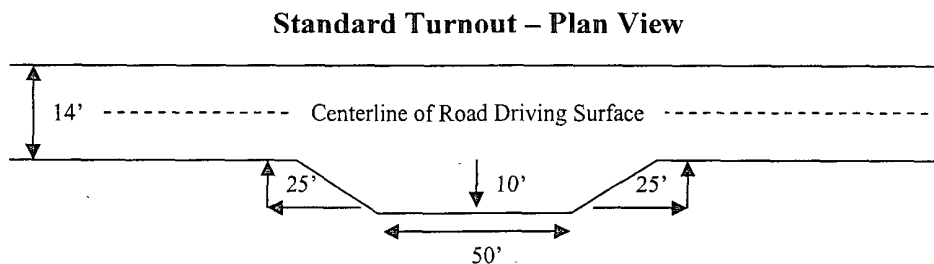 Standard Turnout – Plan View
14’
Centerline of Road Driving Surface
25’
10’
25’
50’